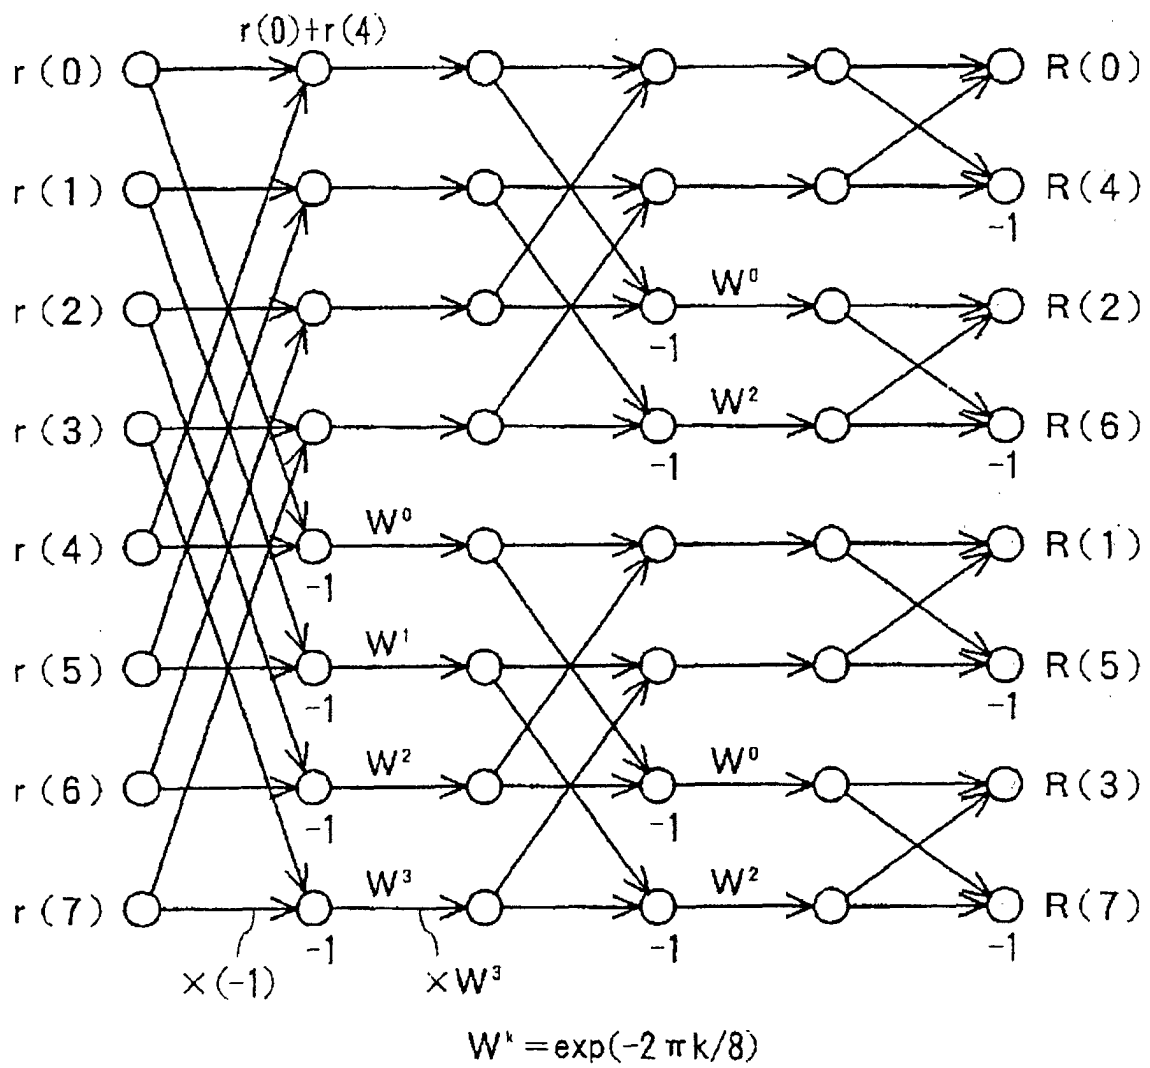 r(0)+r(4)
r(0) R(0)
r(1) R(4)
-1
r(2) W⁰ R(2)
-1
r(3) W² R(6)
-1 -1
r(4) W⁰ R(1)
-1
r(5) W¹ R(5)
-1 -1
r(6) W² W⁰ R(3)
-1 -1
r(7) W³ W² R(7)
-1 -1 -1
×(-1) ×W³
Wᵏ=exp(-2πk/8)